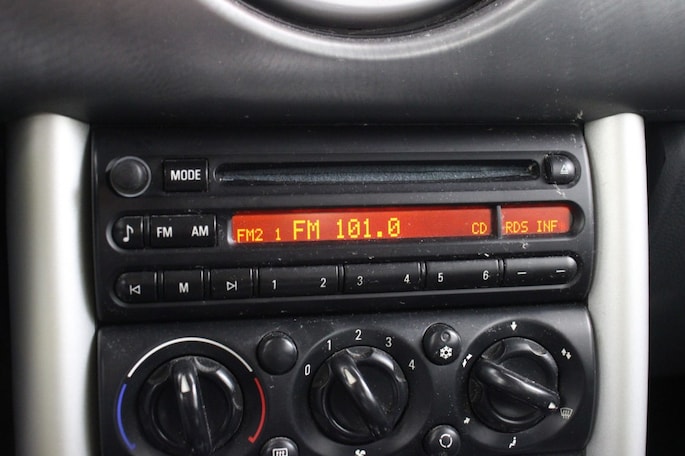 MODE
FM AM
FM2 1 FM 101.0 CD RDS INF
M 1 2 3 4 5 6
0 1 2 3 4